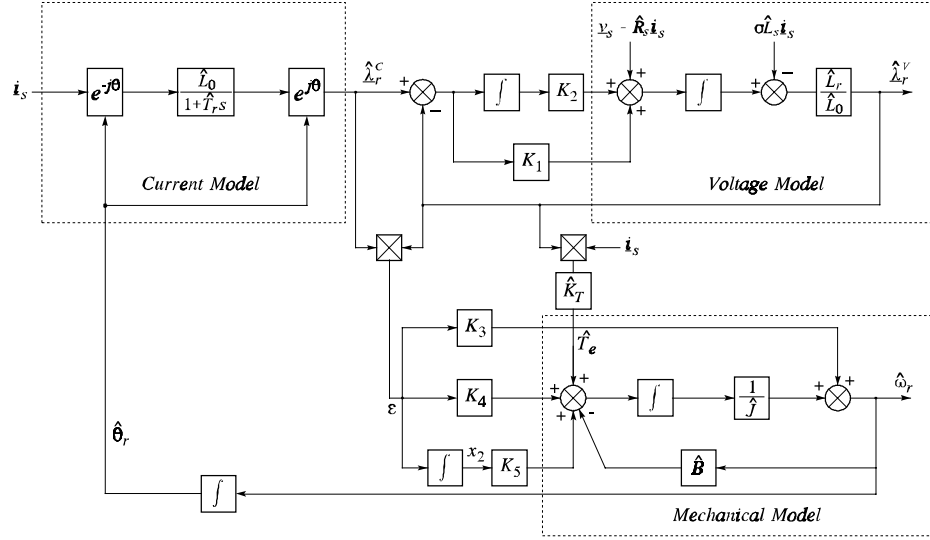 v̲_s - R̂_s i_s
σL̂_s i_s
i_s
e^-jθ
L̂_0
1+T̂_r s
e^jθ
λ̲̂_r^C
+
−
∫
K_2
+
+
+
∫
+
−
L̂_r
L̂_0
λ̲̂_r^V
K_1
Current Model
Voltage Model
i_s
K̂_T
K_3
T̂_e
ε
K_4
+
+
+
-
∫
1
Ĵ
+
+
ω̂_r
θ̂_r
∫
x_2
K_5
B̂
∫
Mechanical Model